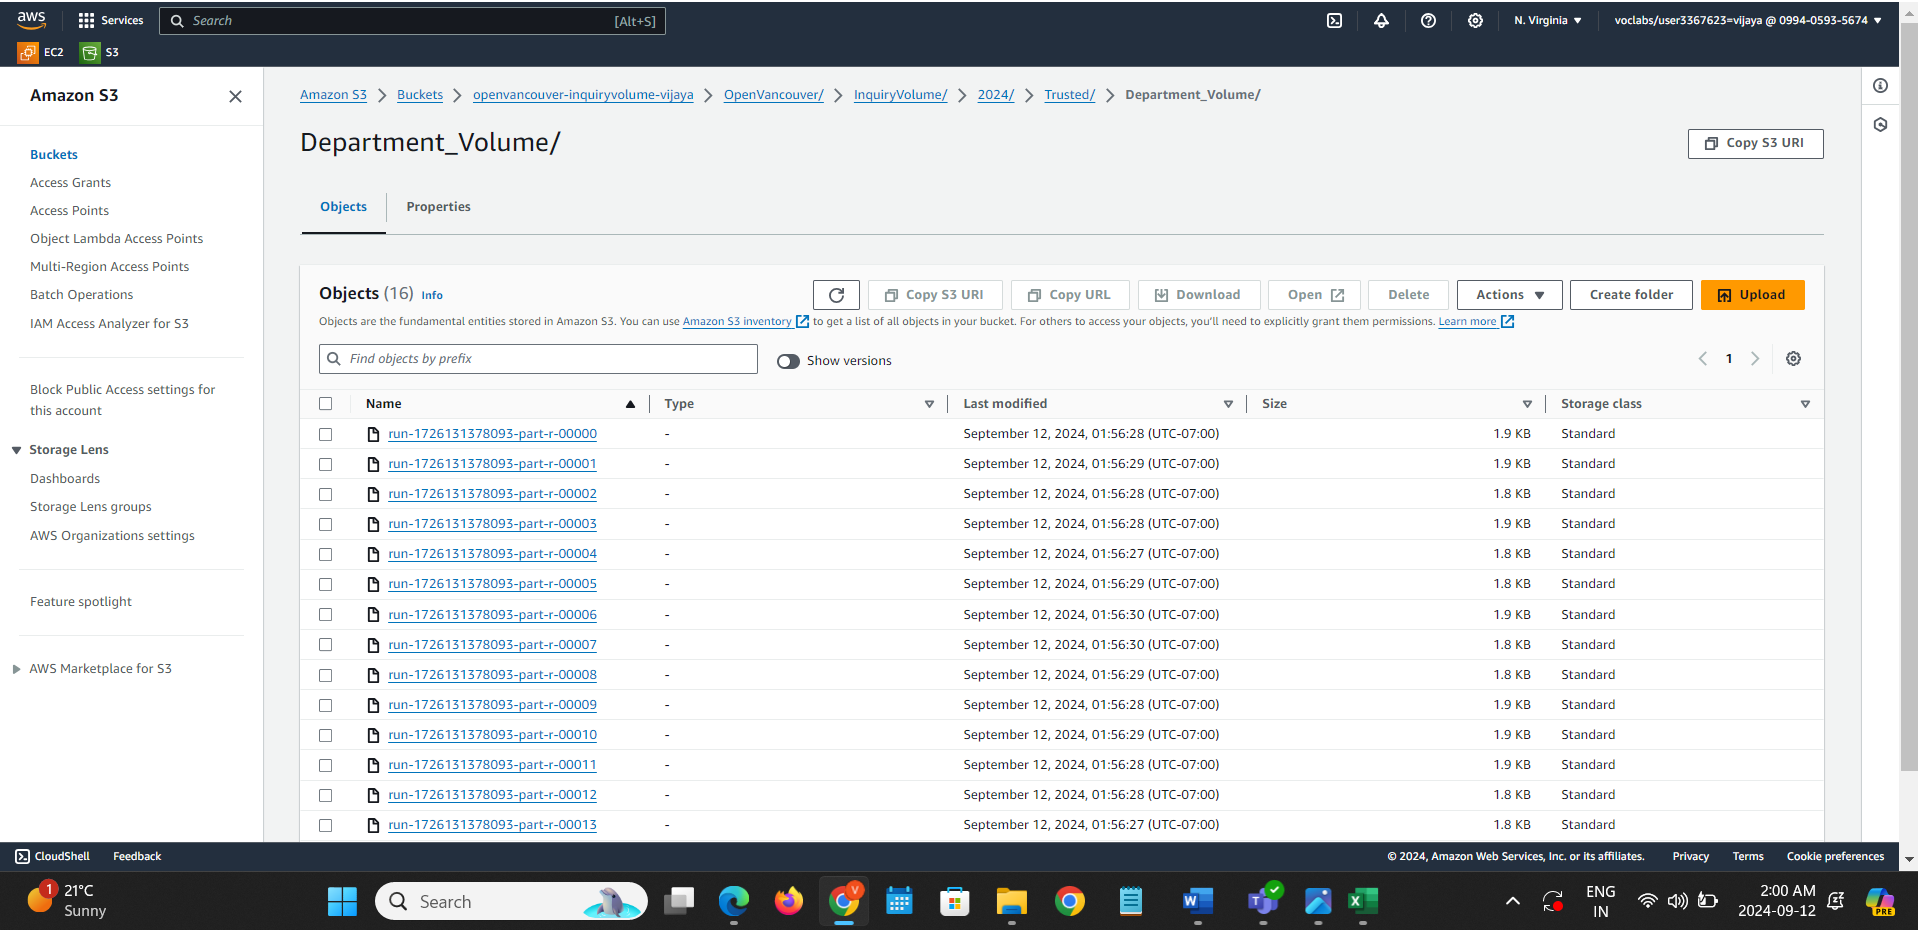 aws Services Search [Alt+S] N. Virginia voclabs/user3367623=vijaya @ 0994-0593-5674
EC2 S3
Amazon S3
Buckets
Access Grants
Access Points
Object Lambda Access Points
Multi-Region Access Points
Batch Operations
IAM Access Analyzer for S3
Block Public Access settings for
this account
Storage Lens
Dashboards
Storage Lens groups
AWS Organizations settings
Feature spotlight
AWS Marketplace for S3
Amazon S3 Buckets openvancouver-inquiryvolume-vijaya OpenVancouver/ InquiryVolume/ 2024/ Trusted/ Department_Volume/
Department_Volume/
Copy S3 URI
Objects Properties
Objects (16) Info
Copy S3 URI Copy URL Download Open Delete Actions Create folder Upload
Objects are the fundamental entities stored in Amazon S3. You can use Amazon S3 inventory to get a list of all objects in your bucket. For others to access your objects, you'll need to explicitly grant them permissions. Learn more
Find objects by prefix Show versions 1
Name Type Last modified Size Storage class
run-1726131378093-part-r-00000 - September 12, 2024, 01:56:28 (UTC-07:00) 1.9 KB Standard
run-1726131378093-part-r-00001 - September 12, 2024, 01:56:29 (UTC-07:00) 1.9 KB Standard
run-1726131378093-part-r-00002 - September 12, 2024, 01:56:28 (UTC-07:00) 1.8 KB Standard
run-1726131378093-part-r-00003 - September 12, 2024, 01:56:28 (UTC-07:00) 1.9 KB Standard
run-1726131378093-part-r-00004 - September 12, 2024, 01:56:27 (UTC-07:00) 1.8 KB Standard
run-1726131378093-part-r-00005 - September 12, 2024, 01:56:29 (UTC-07:00) 1.8 KB Standard
run-1726131378093-part-r-00006 - September 12, 2024, 01:56:30 (UTC-07:00) 1.9 KB Standard
run-1726131378093-part-r-00007 - September 12, 2024, 01:56:30 (UTC-07:00) 1.8 KB Standard
run-1726131378093-part-r-00008 - September 12, 2024, 01:56:29 (UTC-07:00) 1.8 KB Standard
run-1726131378093-part-r-00009 - September 12, 2024, 01:56:28 (UTC-07:00) 1.9 KB Standard
run-1726131378093-part-r-00010 - September 12, 2024, 01:56:29 (UTC-07:00) 1.9 KB Standard
run-1726131378093-part-r-00011 - September 12, 2024, 01:56:28 (UTC-07:00) 1.9 KB Standard
run-1726131378093-part-r-00012 - September 12, 2024, 01:56:28 (UTC-07:00) 1.8 KB Standard
run-1726131378093-part-r-00013 - September 12, 2024, 01:56:27 (UTC-07:00) 1.8 KB Standard
CloudShell Feedback © 2024, Amazon Web Services, Inc. or its affiliates. Privacy Terms Cookie preferences
1 21°C
Sunny
Search
V
W
T
X
ENG
IN
2:00 AM
2024-09-12
PRE